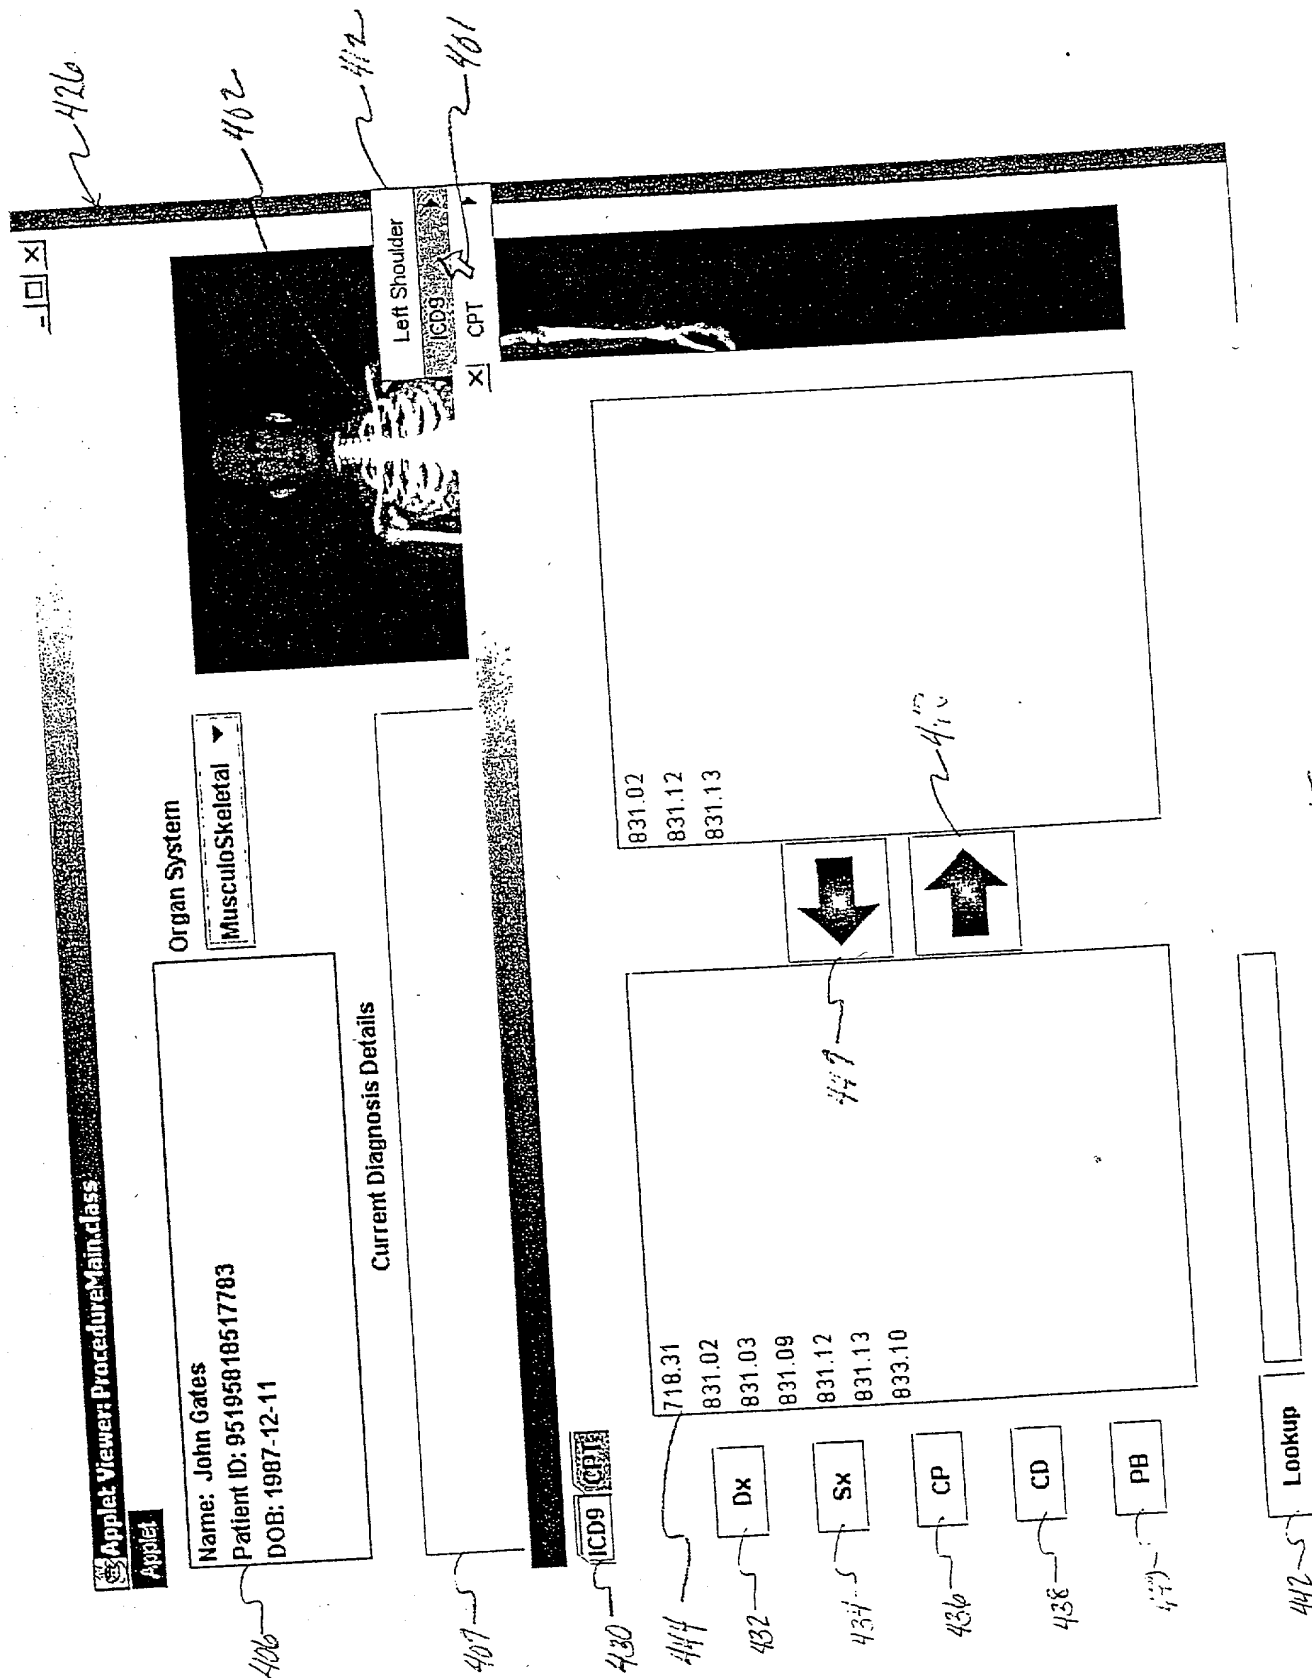 Applet Viewer: ProcedureMain.class
Applet
Name: John Gates
Patient ID: 9519581851 7783
DOB: 1987-12-11
Organ System
MusculoSkeletal
Current Diagnosis Details
Left Shoulder
ICD9
CPT
ICD9
CPT
Dx
Sx
CP
CD
PB
718.31
831.02
831.03
831.09
831.12
831.13
833.10
831.02
831.12
831.13
Lookup
426
402
412
401
406
407
430
444
432
434
436
438
442